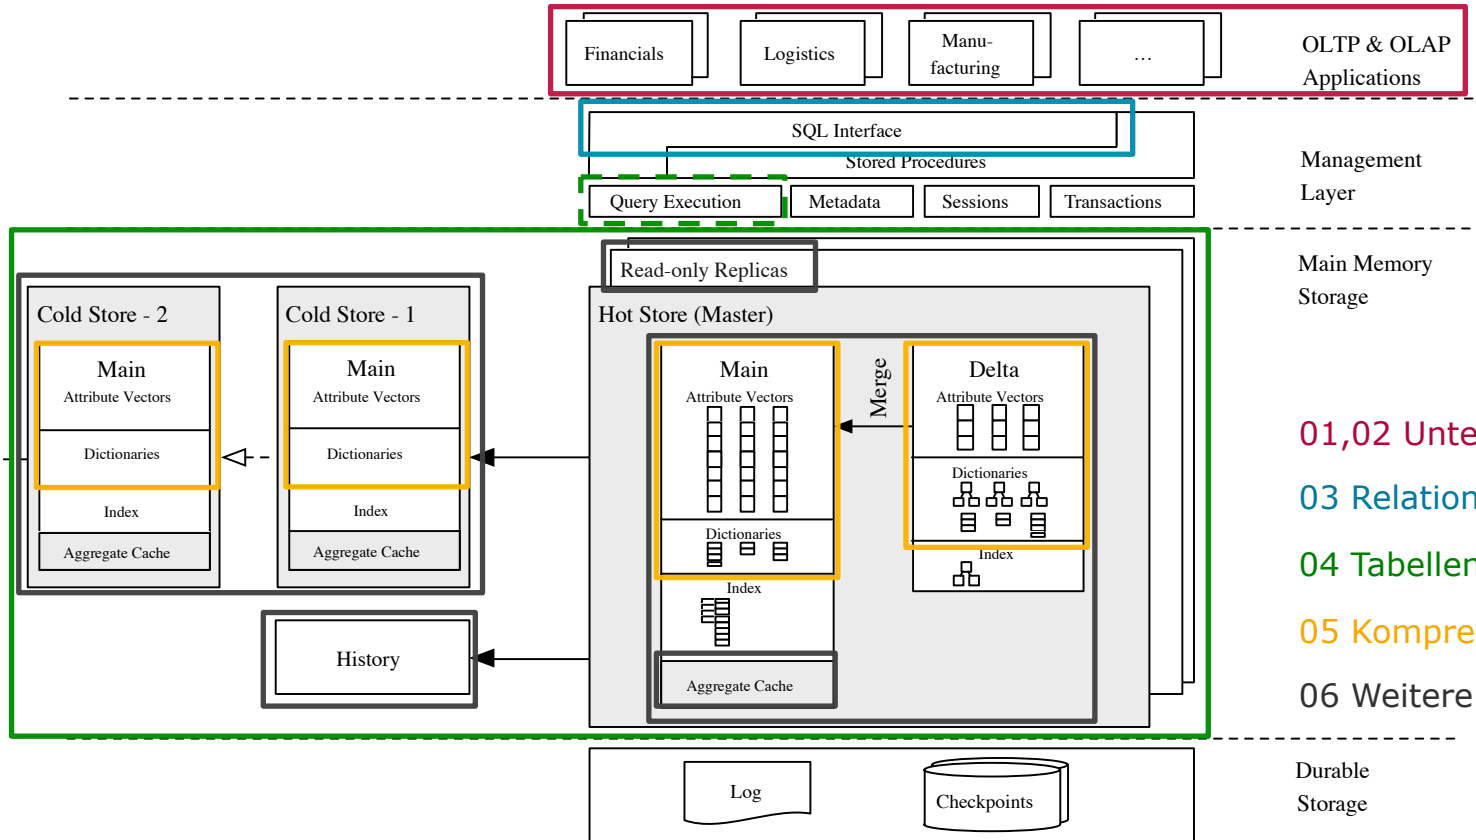 Financials
Logistics
Manu-
facturing
...
OLTP & OLAP
Applications
SQL Interface
Stored Procedures
Management
Layer
Query Execution
Metadata
Sessions
Transactions
Read-only Replicas
Main Memory
Storage
Cold Store - 2
Cold Store - 1
Hot Store (Master)
Main
Attribute Vectors
Dictionaries
Index
Aggregate Cache
Main
Attribute Vectors
Dictionaries
Index
Aggregate Cache
Main
Attribute Vectors
Dictionaries
Index
Aggregate Cache
Merge
Delta
Attribute Vectors
Dictionaries
Index
History
01,02 Unte
03 Relation
04 Tabellen
05 Kompre
06 Weitere
Log
Checkpoints
Durable
Storage